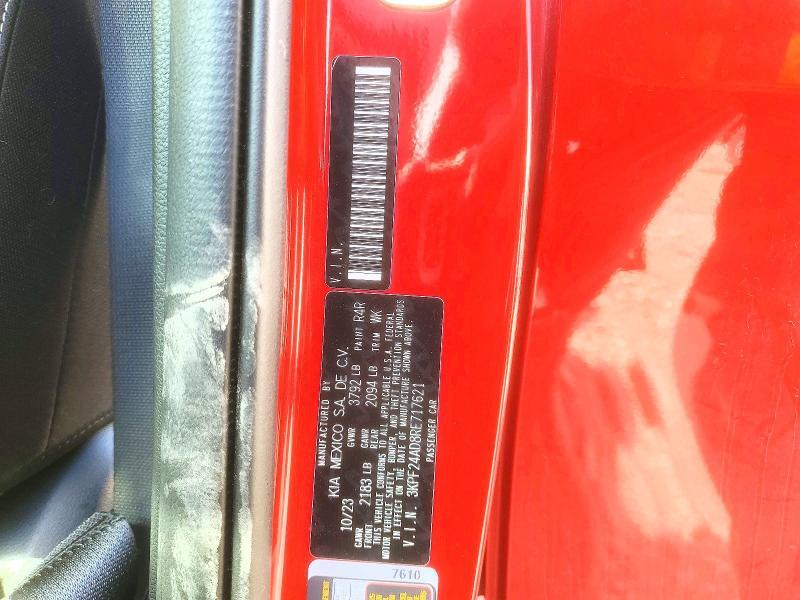 V.I.N.
MANUFACTURED BY
KIA MEXICO S.A. DE C.V.
10/23 GVWR 3792 LB PAINT R4R
GAWR FRONT 2183 LB GAWR REAR 2094 LB TRIM WK
THIS VEHICLE CONFORMS TO ALL APPLICABLE U.S.A. FEDERAL
MOTOR VEHICLE SAFETY, BUMPER, AND THEFT PREVENTION STANDARDS
IN EFFECT ON THE DATE OF MANUFACTURE SHOWN ABOVE.
V.I.N. 3KPF24AD8RE717621
PASSENGER CAR
7610